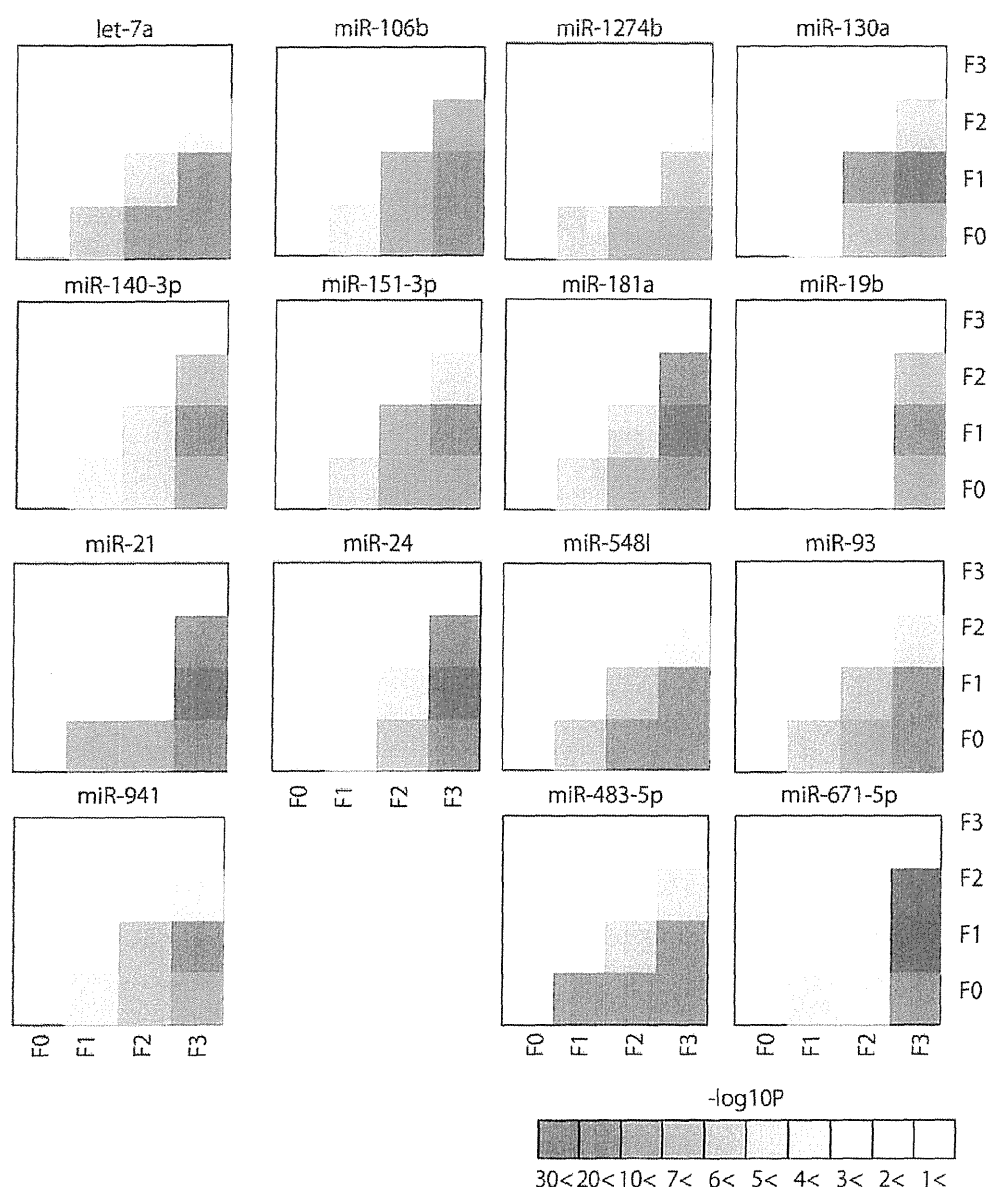 let-7a miR-106b miR-1274b miR-130a
F3
F2
F1
F0
miR-140-3p miR-151-3p miR-181a miR-19b
F3
F2
F1
F0
miR-21 miR-24 miR-548l miR-93
F3
F2
F1
F0
F0 F1 F2 F3
miR-941 miR-483-5p miR-671-5p
F3
F2
F1
F0
F0 F1 F2 F3 F0 F1 F2 F3 F0 F1 F2 F3
-log10P
30< 20< 10< 7< 6< 5< 4< 3< 2< 1<